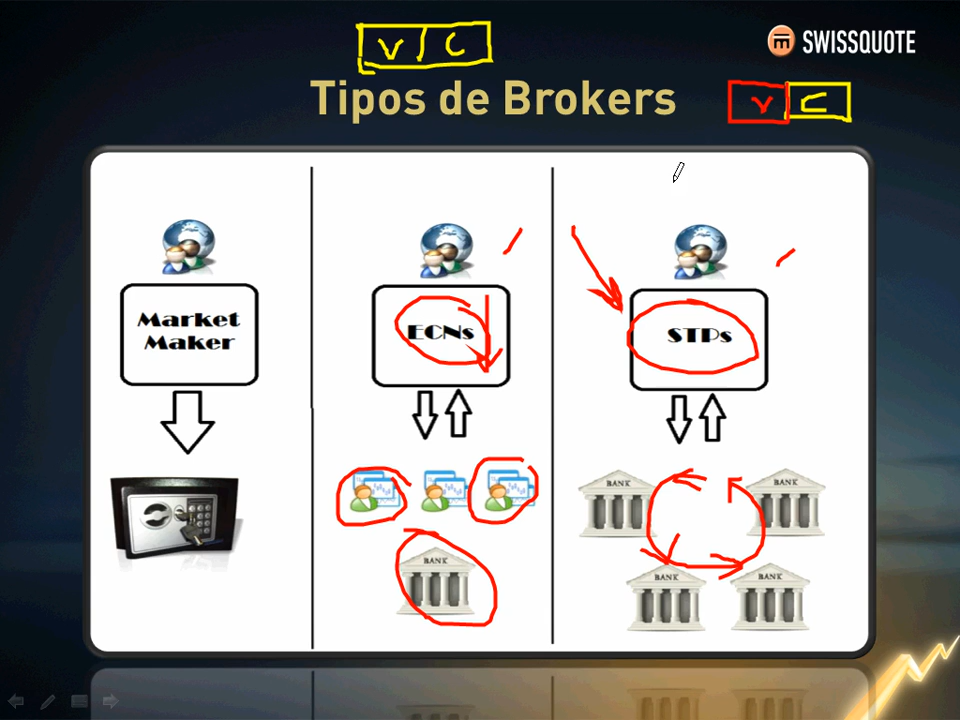 V/C
SWISSQUOTE
Tipos de Brokers
V C
Market
Maker
ECNs
STPs
BANK
BANK
BANK
BANK
BANK